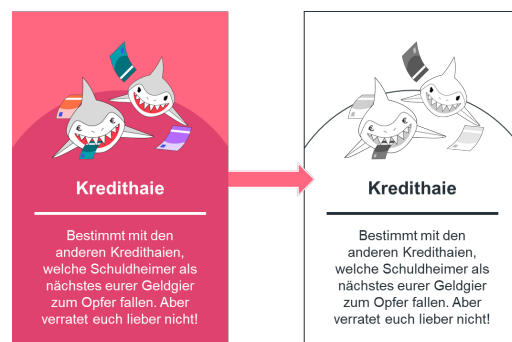 Kredithaie
Bestimmt mit den
anderen Kredithaien,
welche Schuldheimer als
nächstes eurer Geldgier
zum Opfer fallen. Aber
verratet euch lieber nicht!
Kredithaie
Bestimmt mit den
anderen Kredithaien,
welche Schuldheimer als
nächstes eurer Geldgier
zum Opfer fallen. Aber
verratet euch lieber nicht!